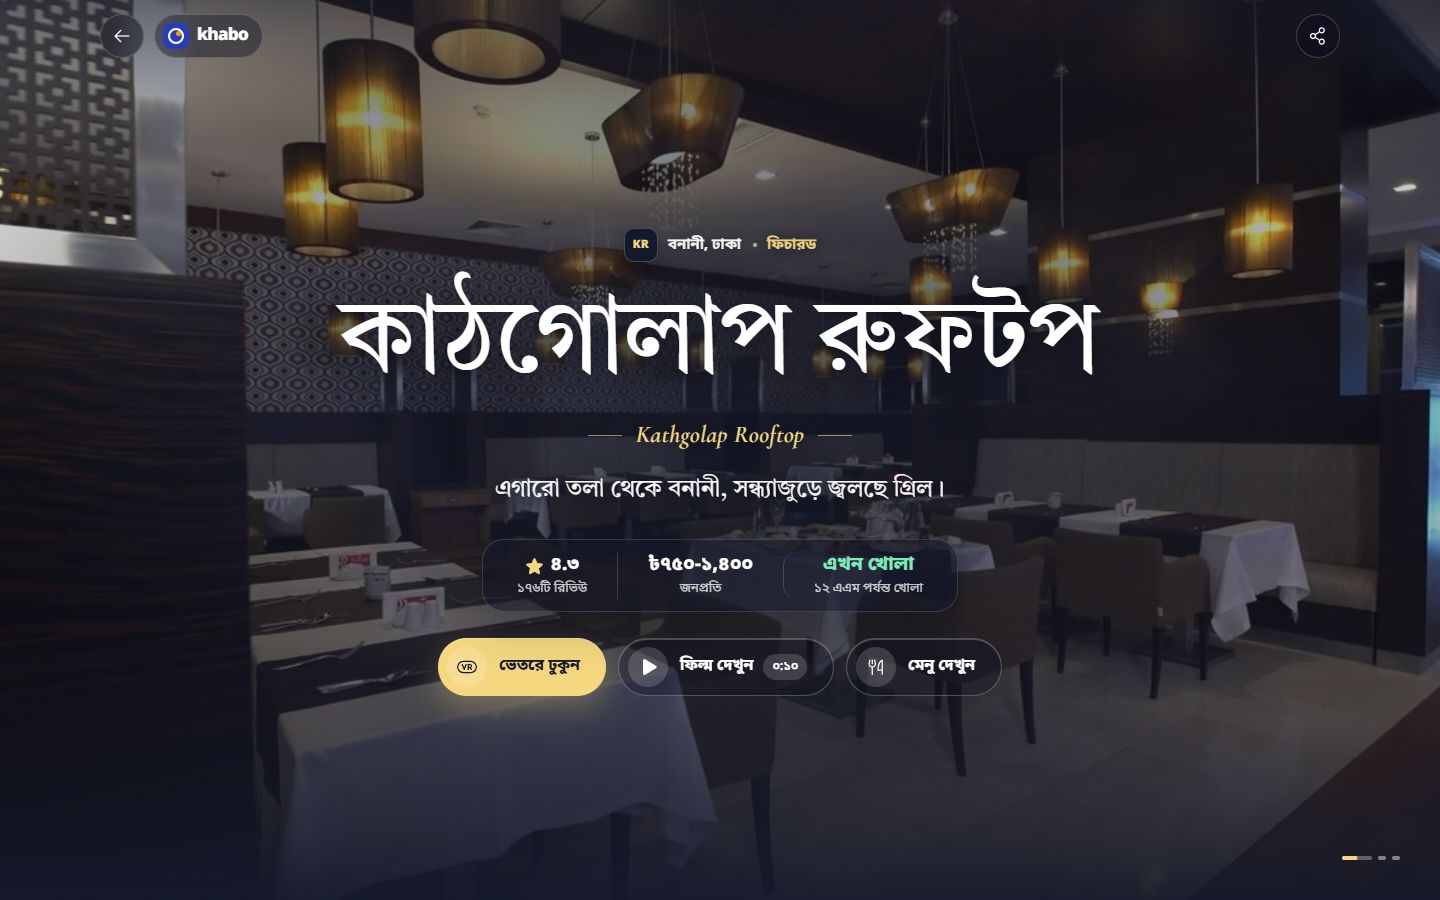 khabo
KR বনানী, ঢাকা • ফিচারড
কাঠগোলাপ রুফটপ
Kathgolap Rooftop
এগারো তলা থেকে বনানী, সন্ধ্যাজুড়ে জ্বলছে গ্রিল।
৪.৩
১৭৬টি রিভিউ
৳৭৫০-১,৪০০
জনপ্রতি
এখন খোলা
১২ এএম পর্যন্ত খোলা
VR ভেতরে ঢুকুন
ফিল্ম দেখুন ০:১০
মেনু দেখুন